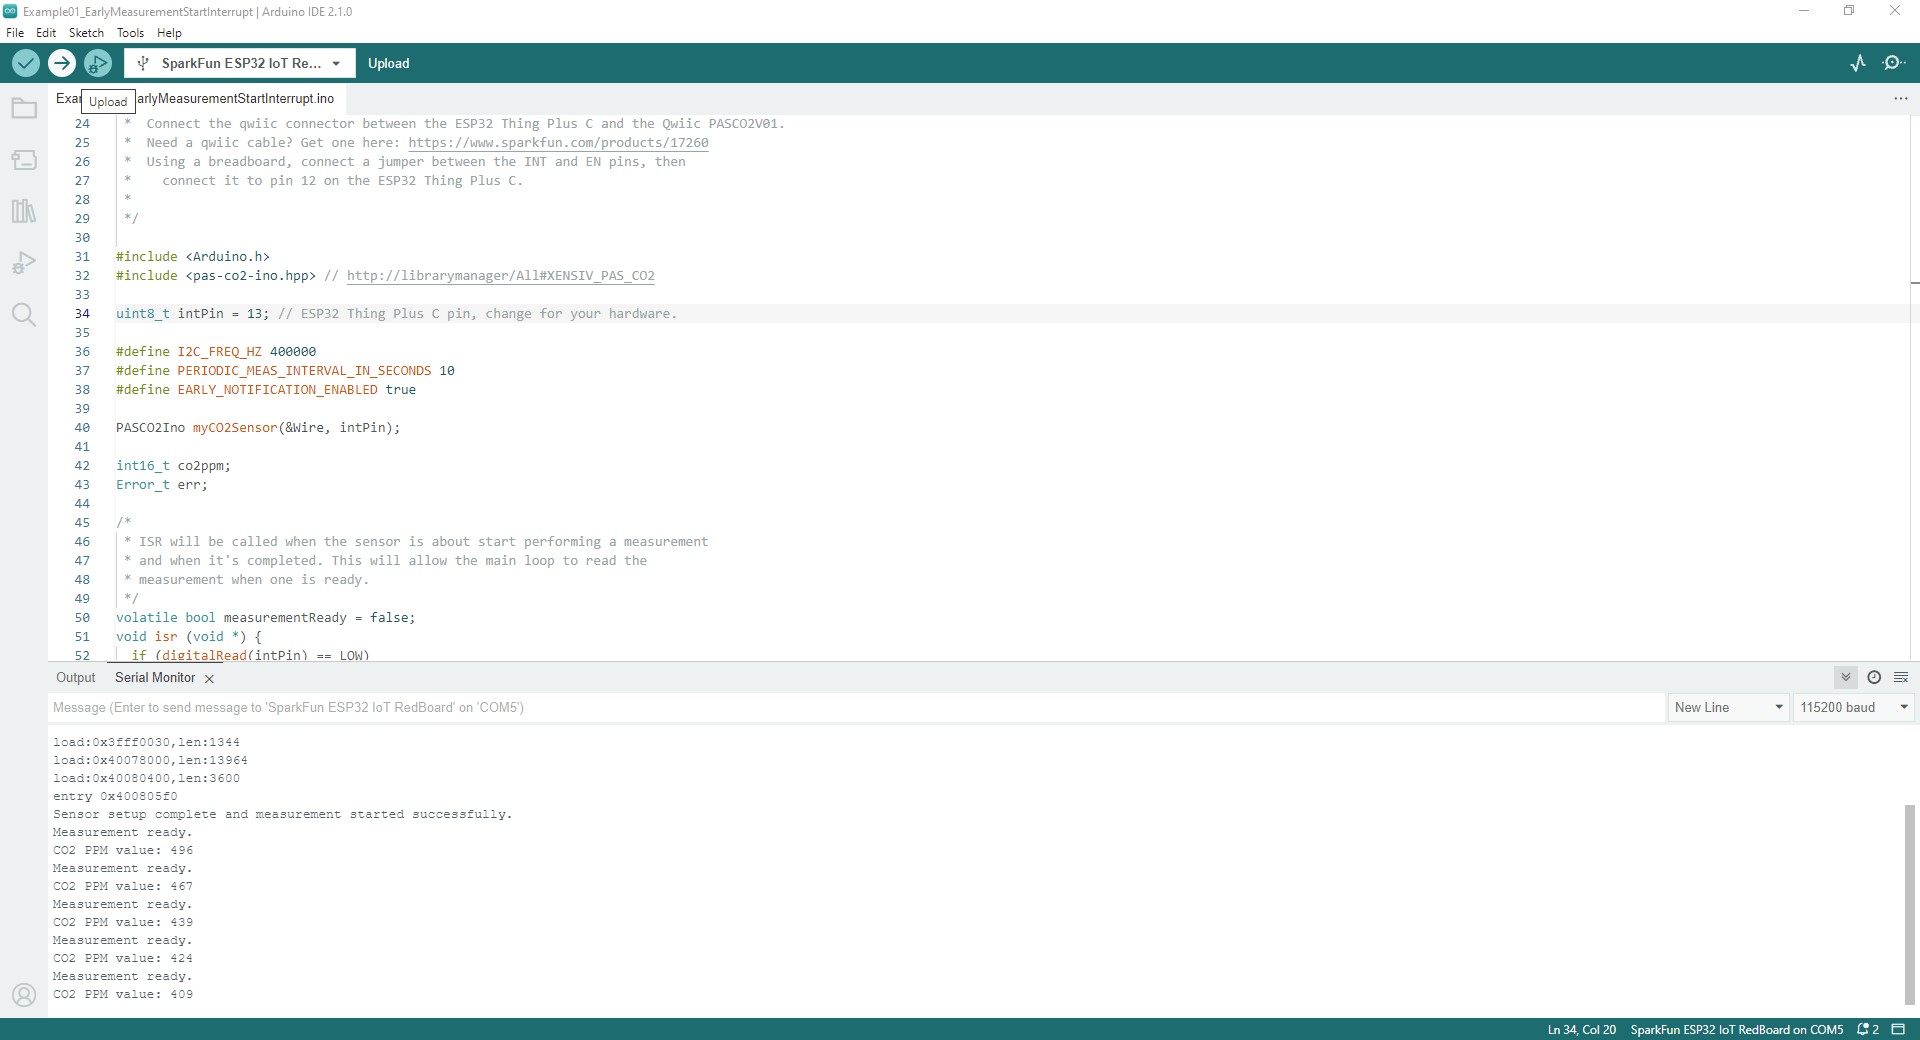 Example01_EarlyMeasurementStartInterrupt | Arduino IDE 2.1.0
File Edit Sketch Tools Help
SparkFun ESP32 IoT Re... Upload
Exam Upload arlyMeasurementStartInterrupt.ino
24 * Connect the qwiic connector between the ESP32 Thing Plus C and the Qwiic PASCO2V01.
25 * Need a qwiic cable? Get one here: https://www.sparkfun.com/products/17260
26 * Using a breadboard, connect a jumper between the INT and EN pins, then
27 * connect it to pin 12 on the ESP32 Thing Plus C.
28 *
29 */
30
31 #include <Arduino.h>
32 #include <pas-co2-ino.hpp> // http://librarymanager/All#XENSIV_PAS_CO2
33
34 uint8_t intPin = 13; // ESP32 Thing Plus C pin, change for your hardware.
35
36 #define I2C_FREQ_HZ 400000
37 #define PERIODIC_MEAS_INTERVAL_IN_SECONDS 10
38 #define EARLY_NOTIFICATION_ENABLED true
39
40 PASCO2Ino myCO2Sensor(&Wire, intPin);
41
42 int16_t co2ppm;
43 Error_t err;
44
45 /*
46 * ISR will be called when the sensor is about start performing a measurement
47 * and when it's completed. This will allow the main loop to read the
48 * measurement when one is ready.
49 */
50 volatile bool measurementReady = false;
51 void isr (void *) {
52 if (digitalRead(intPin) == LOW)
Output Serial Monitor
Message (Enter to send message to 'SparkFun ESP32 IoT RedBoard' on 'COM5') New Line 115200 baud
load:0x3fff0030,len:1344
load:0x40078000,len:13964
load:0x40080400,len:3600
entry 0x400805f0
Sensor setup complete and measurement started successfully.
Measurement ready.
CO2 PPM value: 496
Measurement ready.
CO2 PPM value: 467
Measurement ready.
CO2 PPM value: 439
Measurement ready.
CO2 PPM value: 424
Measurement ready.
CO2 PPM value: 409
Ln 34, Col 20 SparkFun ESP32 IoT RedBoard on COM5 2